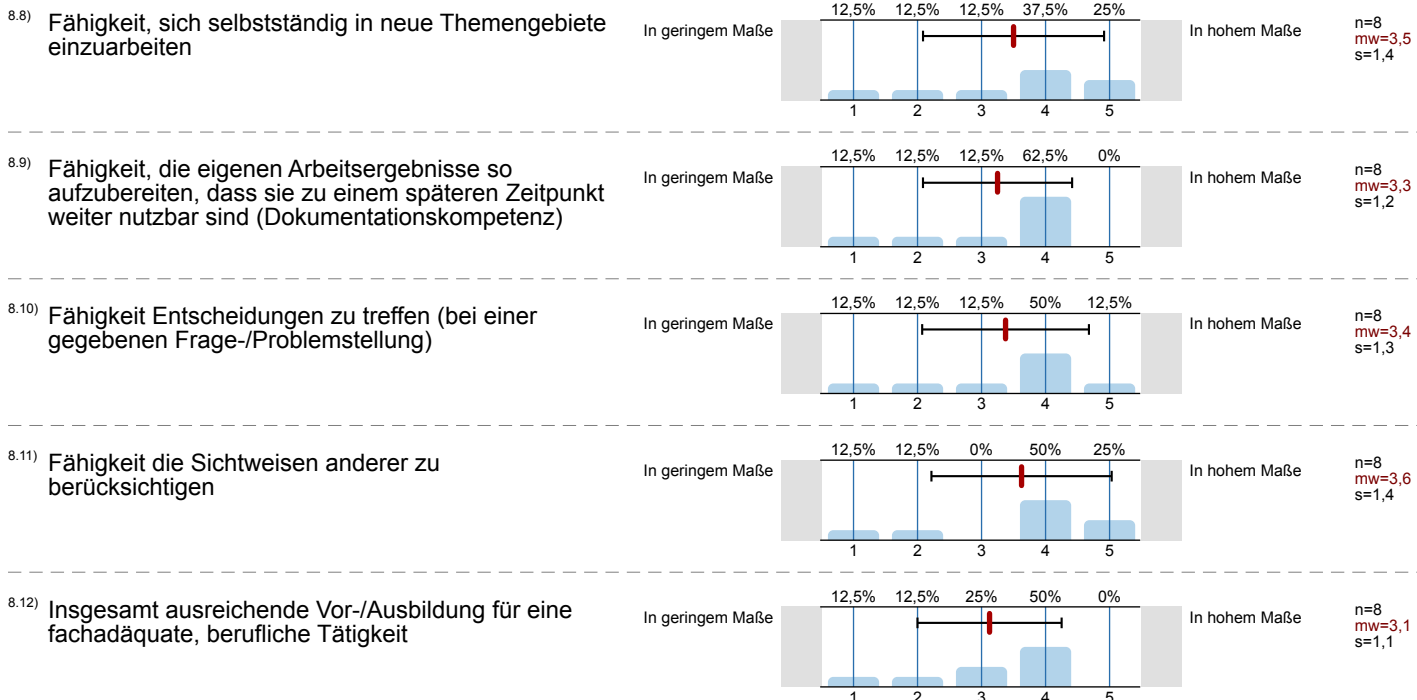 8.8) Fähigkeit, sich selbstständig in neue Themengebiete
einzuarbeiten
In geringem Maße
12,5% 12,5% 12,5% 37,5% 25%
1 2 3 4 5
In hohem Maße
n=8
mw=3,5
s=1,4
8.9) Fähigkeit, die eigenen Arbeitsergebnisse so
aufzubereiten, dass sie zu einem späteren Zeitpunkt
weiter nutzbar sind (Dokumentationskompetenz)
In geringem Maße
12,5% 12,5% 12,5% 62,5% 0%
1 2 3 4 5
In hohem Maße
n=8
mw=3,3
s=1,2
8.10) Fähigkeit Entscheidungen zu treffen (bei einer
gegebenen Frage-/Problemstellung)
In geringem Maße
12,5% 12,5% 12,5% 50% 12,5%
1 2 3 4 5
In hohem Maße
n=8
mw=3,4
s=1,3
8.11) Fähigkeit die Sichtweisen anderer zu
berücksichtigen
In geringem Maße
12,5% 12,5% 0% 50% 25%
1 2 3 4 5
In hohem Maße
n=8
mw=3,6
s=1,4
8.12) Insgesamt ausreichende Vor-/Ausbildung für eine
fachadäquate, berufliche Tätigkeit
In geringem Maße
12,5% 12,5% 25% 50% 0%
1 2 3 4 5
In hohem Maße
n=8
mw=3,1
s=1,1